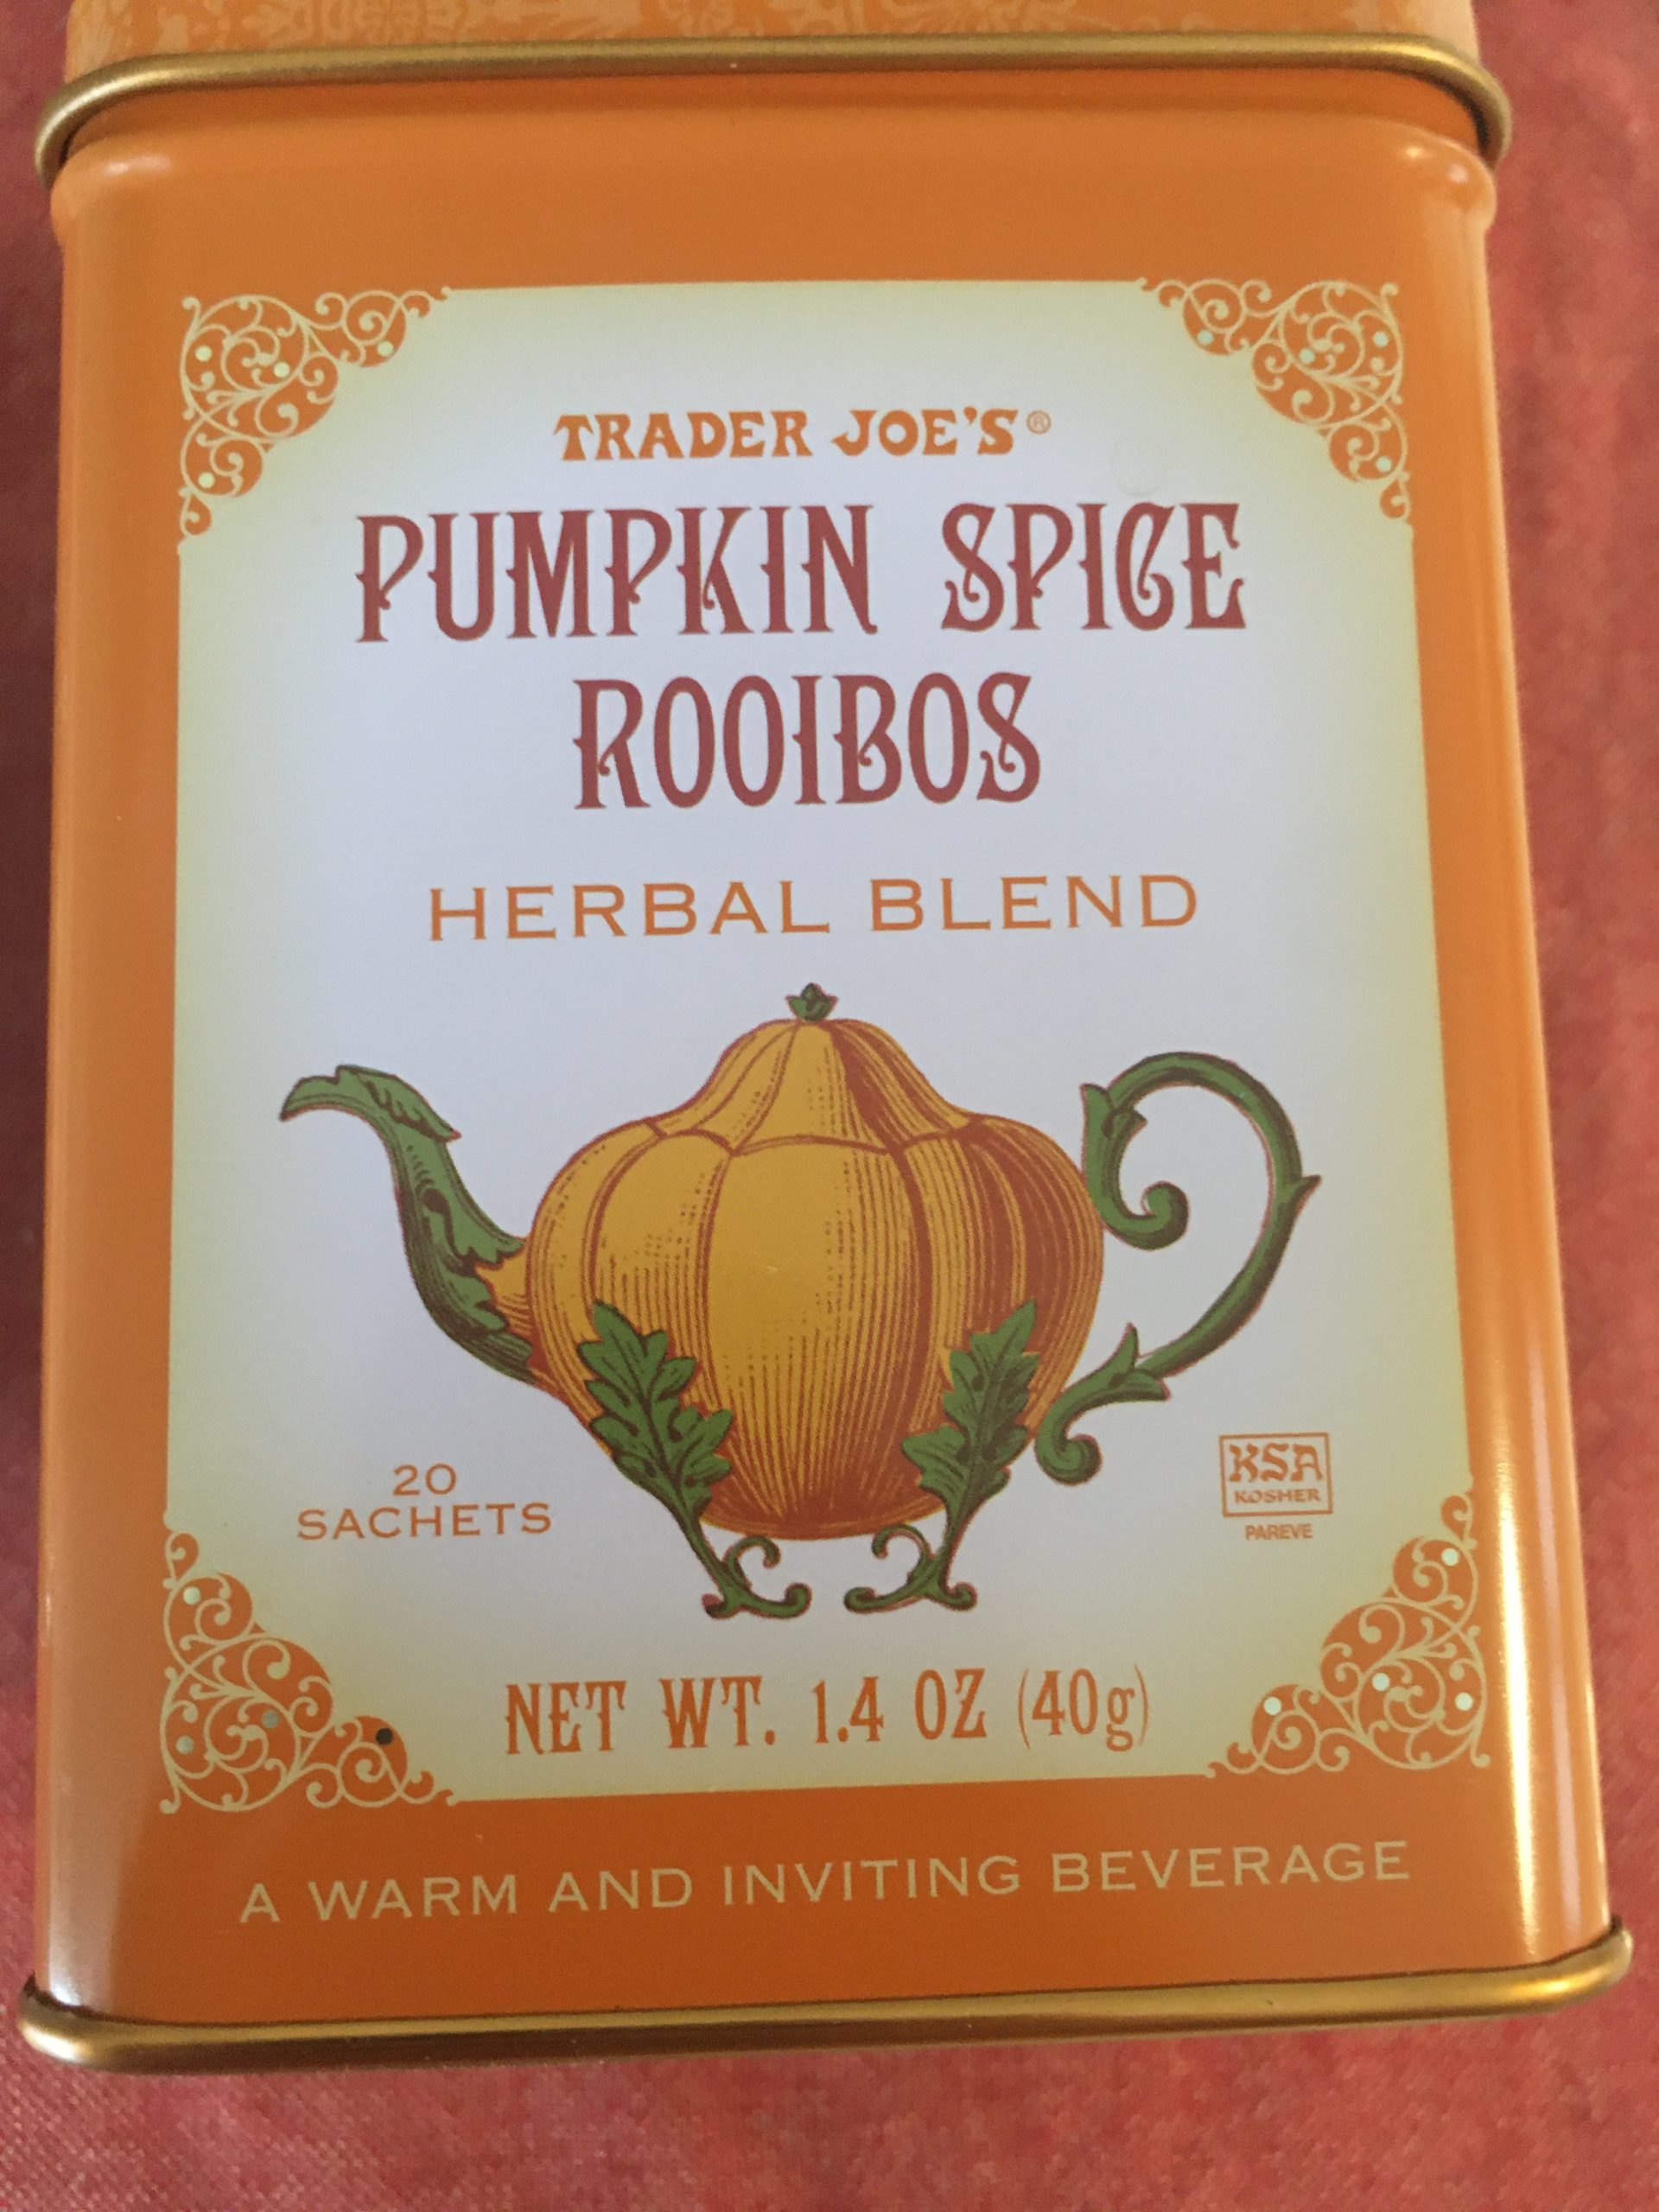 TRADER JOE'S®
PUMPKIN SPICE
ROOIBOS
HERBAL BLEND
20
SACHETS
KSA
KOSHER
PAREVE
NET WT. 1.4 OZ (40g)
A WARM AND INVITING BEVERAGE